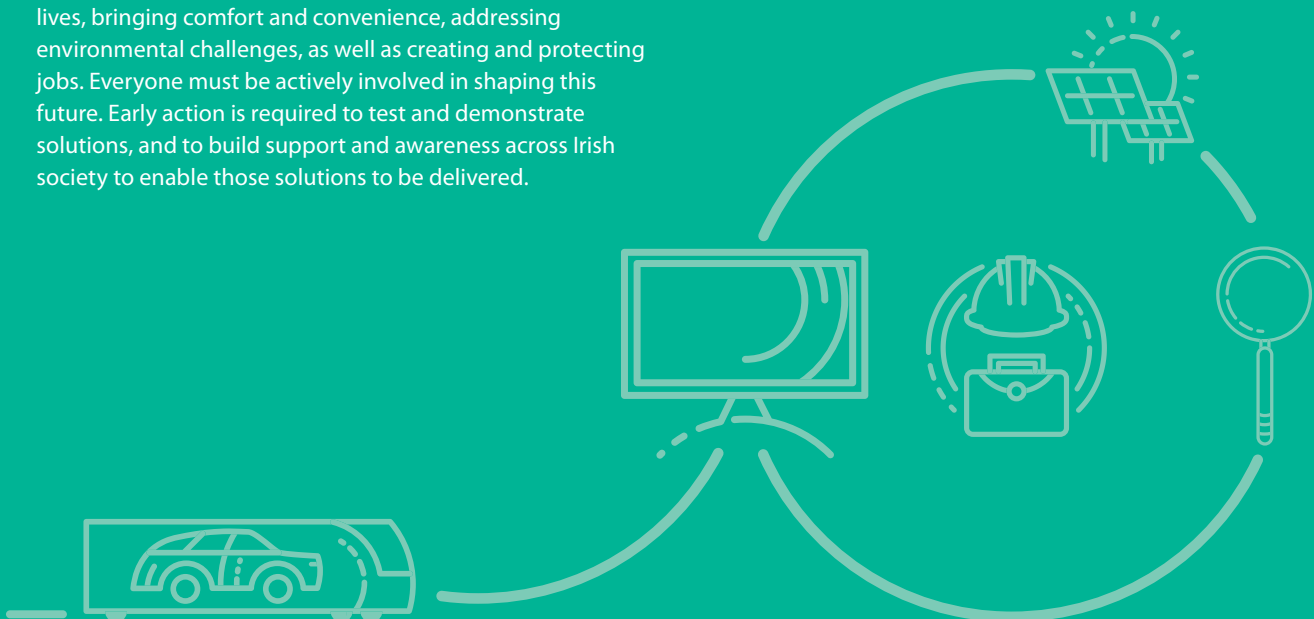 lives, bringing comfort and convenience, addressing
environmental challenges, as well as creating and protecting
jobs. Everyone must be actively involved in shaping this
future. Early action is required to test and demonstrate
solutions, and to build support and awareness across Irish
society to enable those solutions to be delivered.